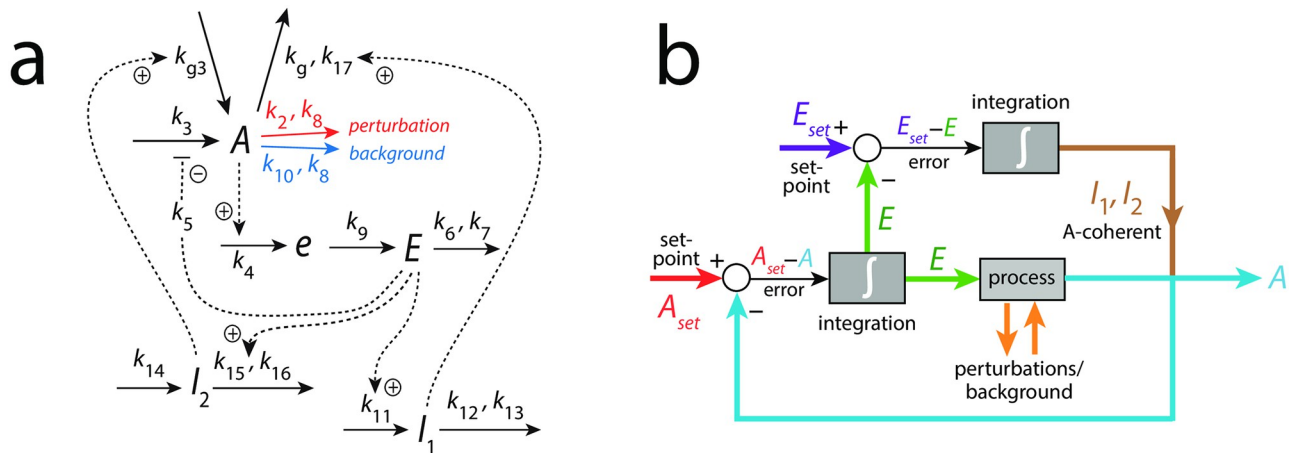 a
k_g3
k_g, k_17
+
+
k_3
A
k_2, k_8
perturbation
k_10, k_8
background
−
k_5
+
k_4
e
k_9
E
k_6, k_7
+
k_14
I_2
k_15, k_16
+
k_11
I_1
k_12, k_13
b
E_set
+
set-
point
−
E_set−E
error
integration
∫
I_1, I_2
A-coherent
E
set-
point
+
A_set
−
A_set−A
error
∫
integration
E
process
A
perturbations/
background